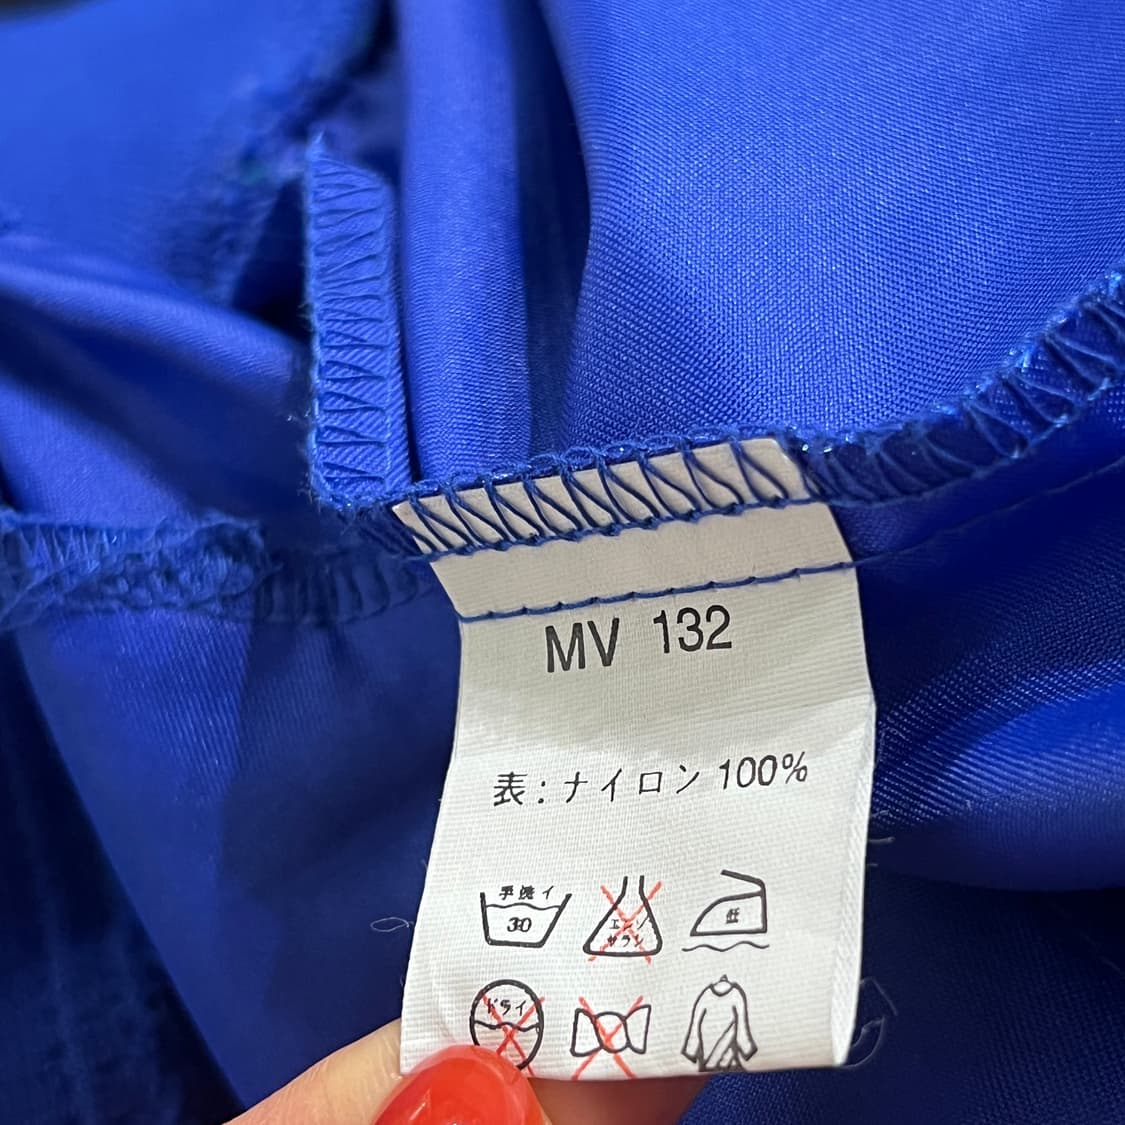 MV 132
表:ナイロン 100%
手洗イ
30
エンソ
サラシ
低
ドライ